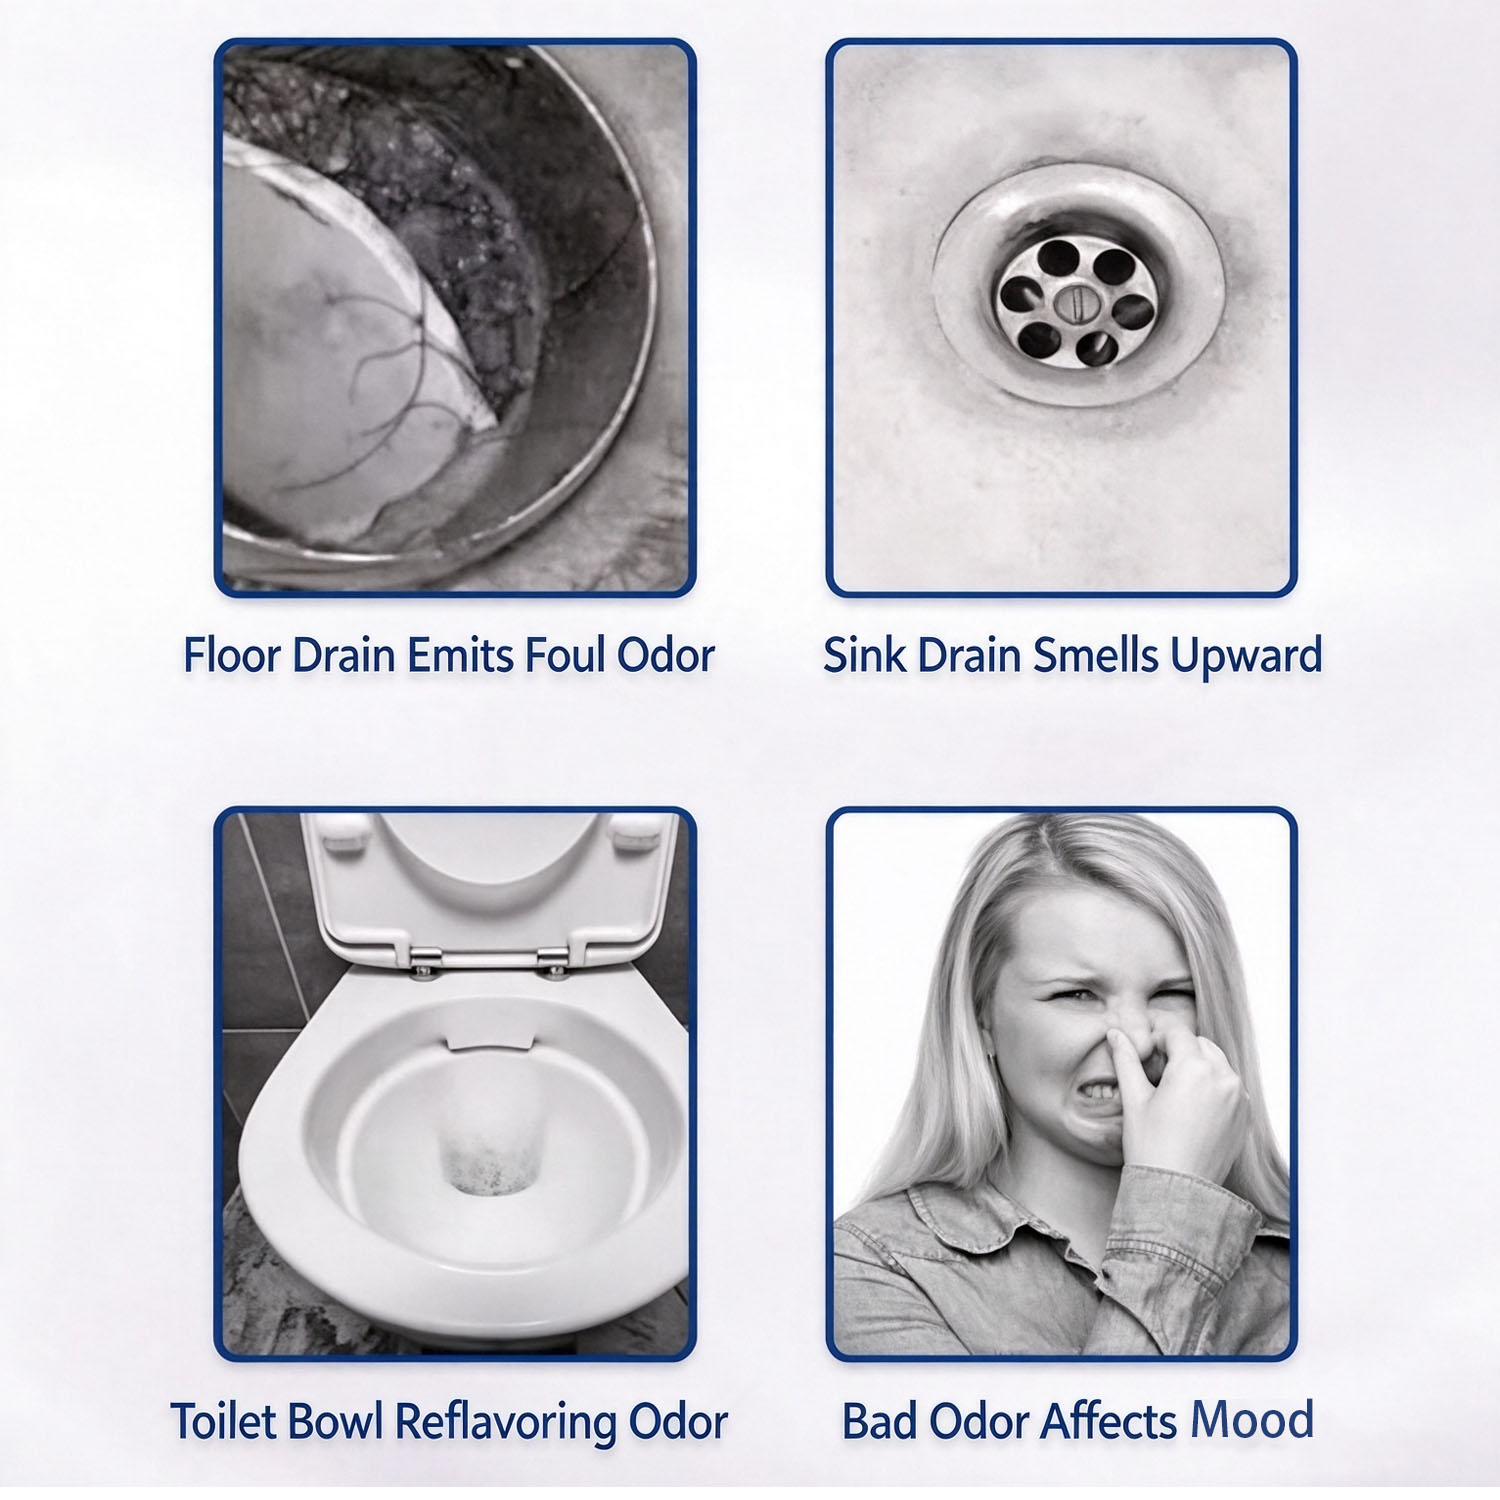 Floor Drain Emits Foul Odor
Sink Drain Smells Upward
Toilet Bowl Reflavoring Odor
Bad Odor Affects Mood